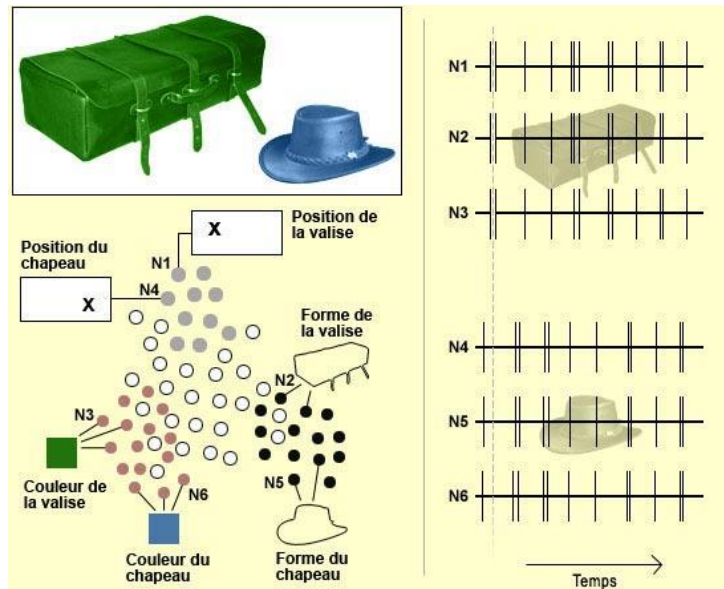 Position de
la valise
X
Position du
chapeau
X
N1
N4
Forme de
la valise
N2
N3
N5
N6
Couleur de
la valise
Couleur du
chapeau
Forme du
chapeau
N1
N2
N3
N4
N5
N6
Temps